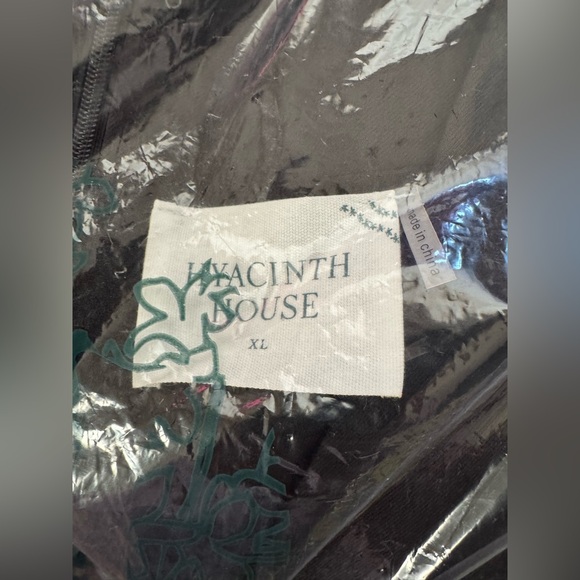 HYACINTH
HOUSE
XL
made in china